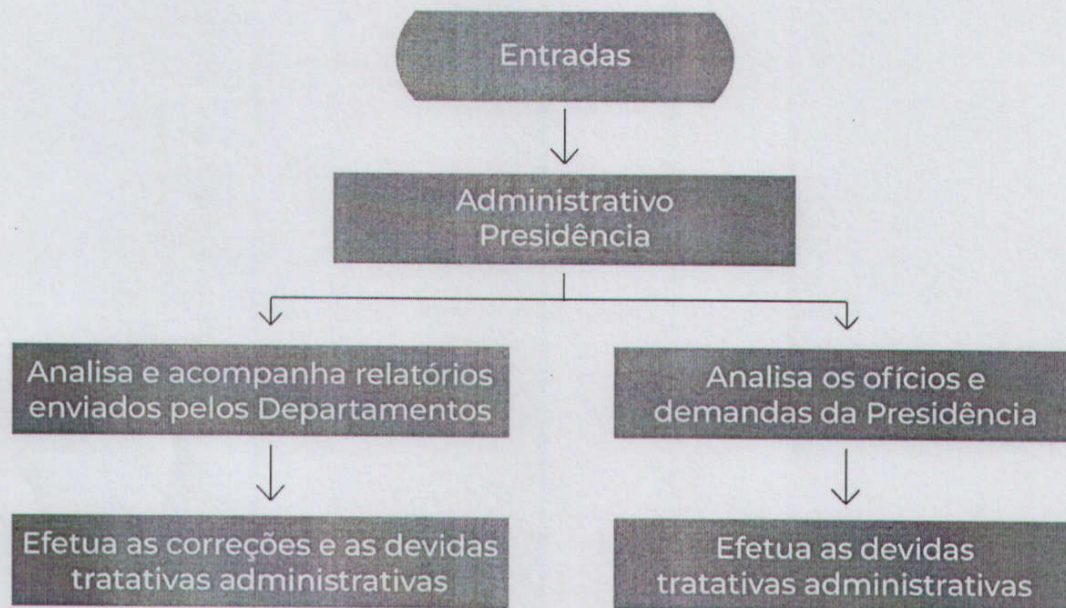 Entradas
Administrativo
Presidência
Analisa e acompanha relatórios
enviados pelos Departamentos
Analisa os ofícios e
demandas da Presidência
Efetua as correções e as devidas
tratativas administrativas
Efetua as devidas
tratativas administrativas